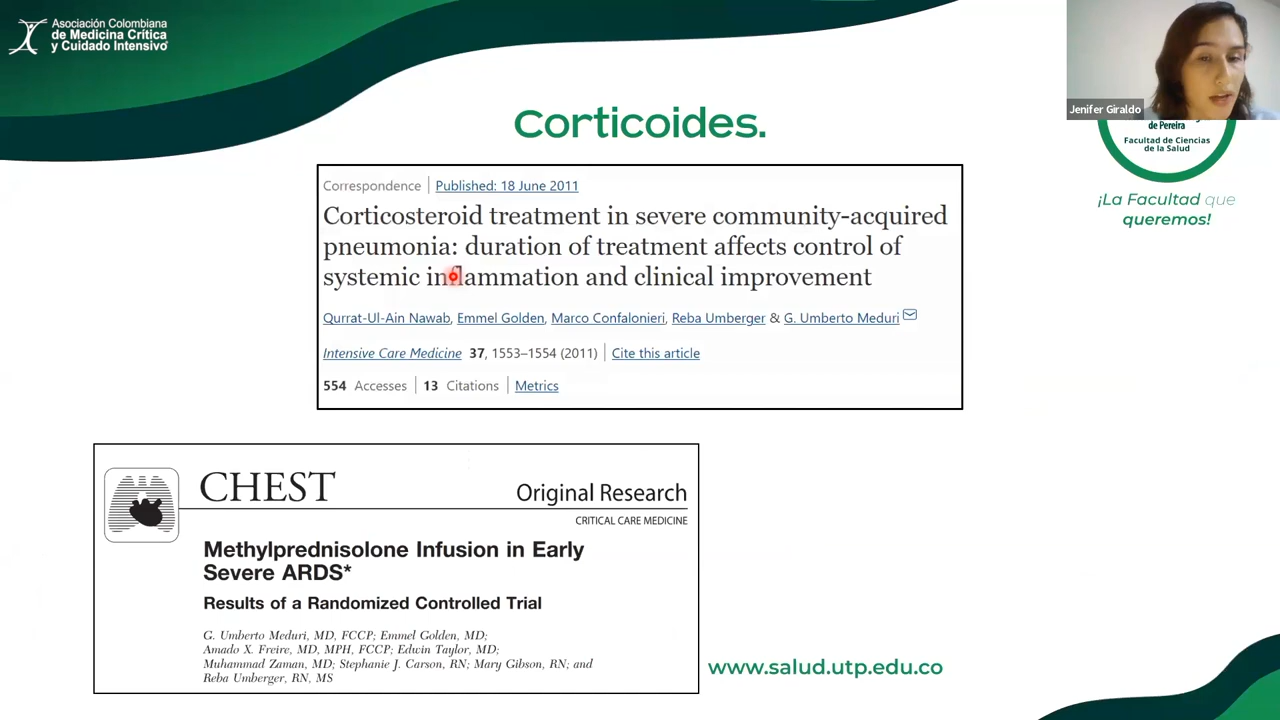 Asociación Colombiana
de Medicina Crítica
y Cuidado Intensivo
Jenifer Giraldo
de Pereira
Facultad de Ciencias
de la Salud
¡La Facultad que
queremos!
Corticoides.
Correspondence | Published: 18 June 2011
Corticosteroid treatment in severe community-acquired
pneumonia: duration of treatment affects control of
systemic inflammation and clinical improvement
Qurrat-Ul-Ain Nawab, Emmel Golden, Marco Confalonieri, Reba Umberger & G. Umberto Meduri
Intensive Care Medicine 37, 1553–1554 (2011) | Cite this article
554 Accesses | 13 Citations | Metrics
CHEST
Original Research
CRITICAL CARE MEDICINE
Methylprednisolone Infusion in Early
Severe ARDS*
Results of a Randomized Controlled Trial
G. Umberto Meduri, MD, FCCP; Emmel Golden, MD;
Amado X. Freire, MD, MPH, FCCP; Edwin Taylor, MD;
Muhammad Zaman, MD; Stephanie J. Carson, RN; Mary Gibson, RN; and
Reba Umberger, RN, MS
www.salud.utp.edu.co